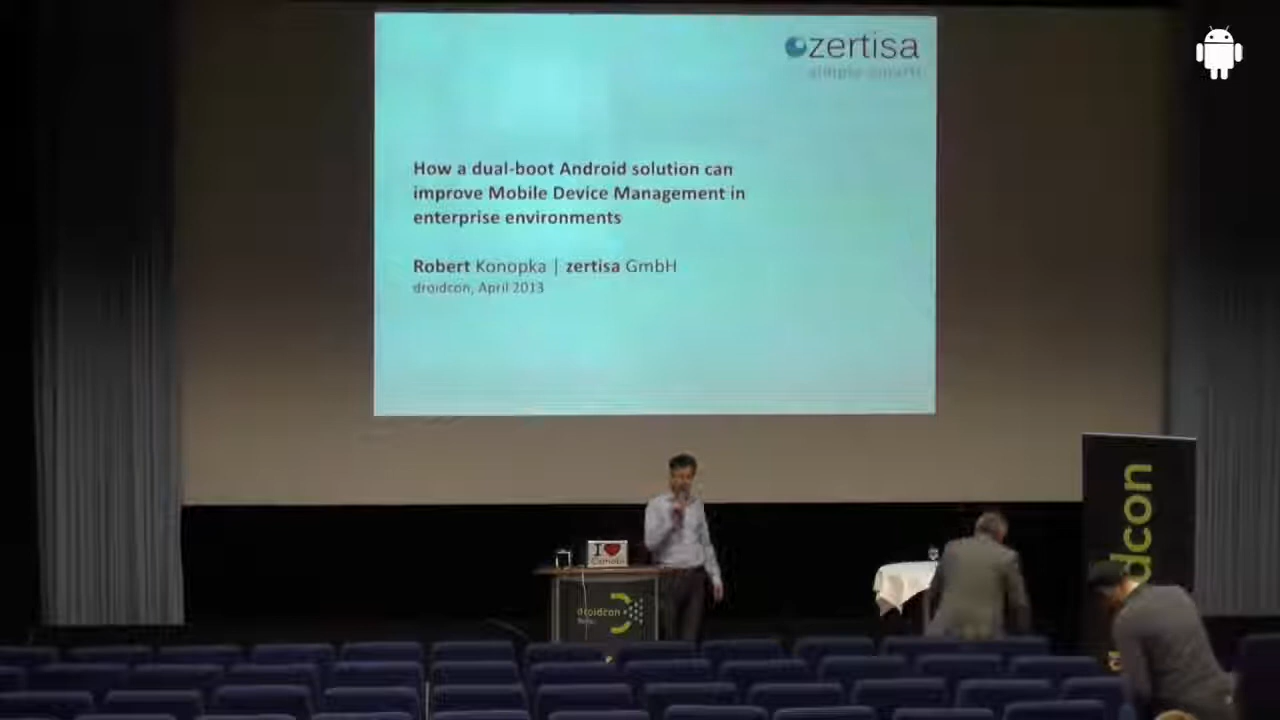 zertisa
How a dual-boot Android solution can
improve Mobile Device Management in
enterprise environments
Robert Konopka | zertisa GmbH
droidcon, April 2013
I
droidcon
dcon